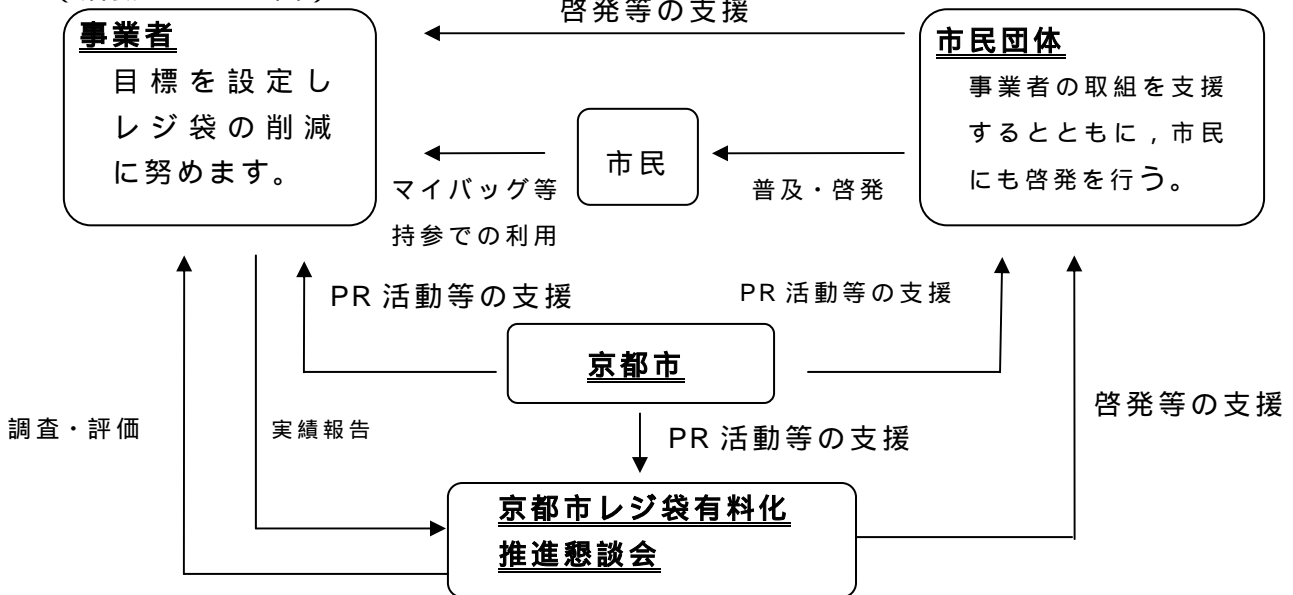 啓発等の支援
事業者
目標を設定し
レジ袋の削減
に努めます。
市民団体
事業者の取組を支援
するとともに，市民
にも啓発を行う。
市民
マイバッグ等
持参での利用
普及・啓発
PR 活動等の支援
PR 活動等の支援
京都市
調査・評価
実績報告
PR 活動等の支援
啓発等の支援
京都市レジ袋有料化
推進懇談会